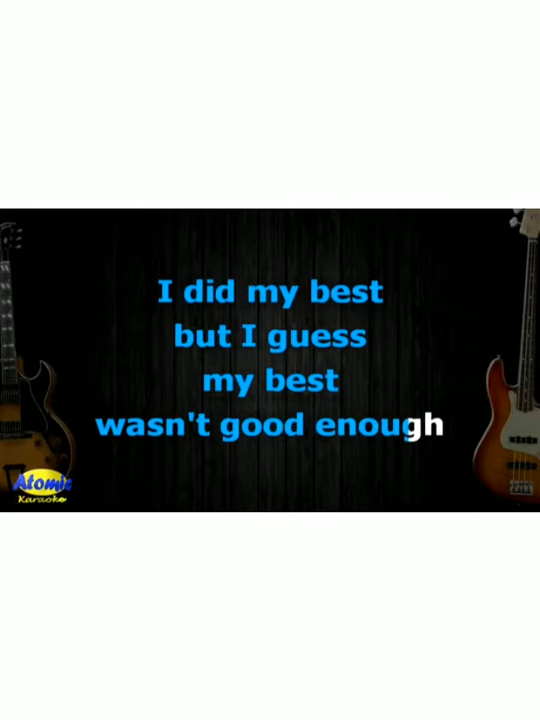 I did my best
but I guess
my best
wasn't good enough
Atomic
Karaoke